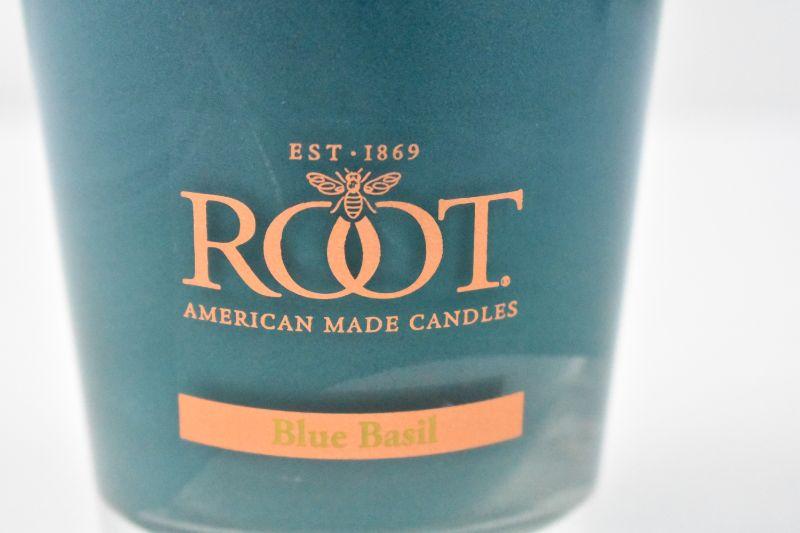 EST · 1869
ROOT®
AMERICAN MADE CANDLES
Blue Basil